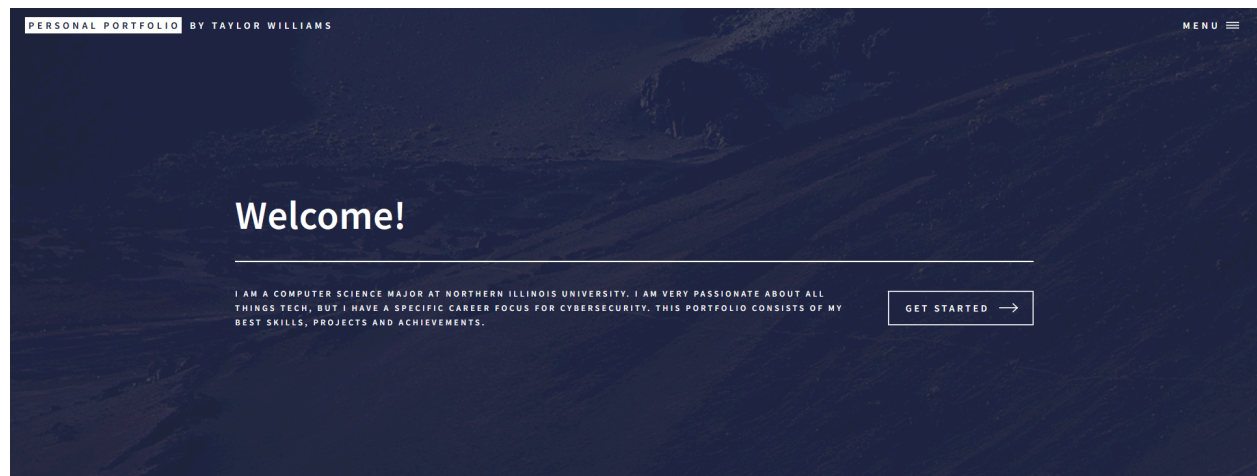 PERSONAL PORTFOLIO BY TAYLOR WILLIAMS
MENU
Welcome!
I AM A COMPUTER SCIENCE MAJOR AT NORTHERN ILLINOIS UNIVERSITY. I AM VERY PASSIONATE ABOUT ALL
THINGS TECH, BUT I HAVE A SPECIFIC CAREER FOCUS FOR CYBERSECURITY. THIS PORTFOLIO CONSISTS OF MY
BEST SKILLS, PROJECTS AND ACHIEVEMENTS.
GET STARTED